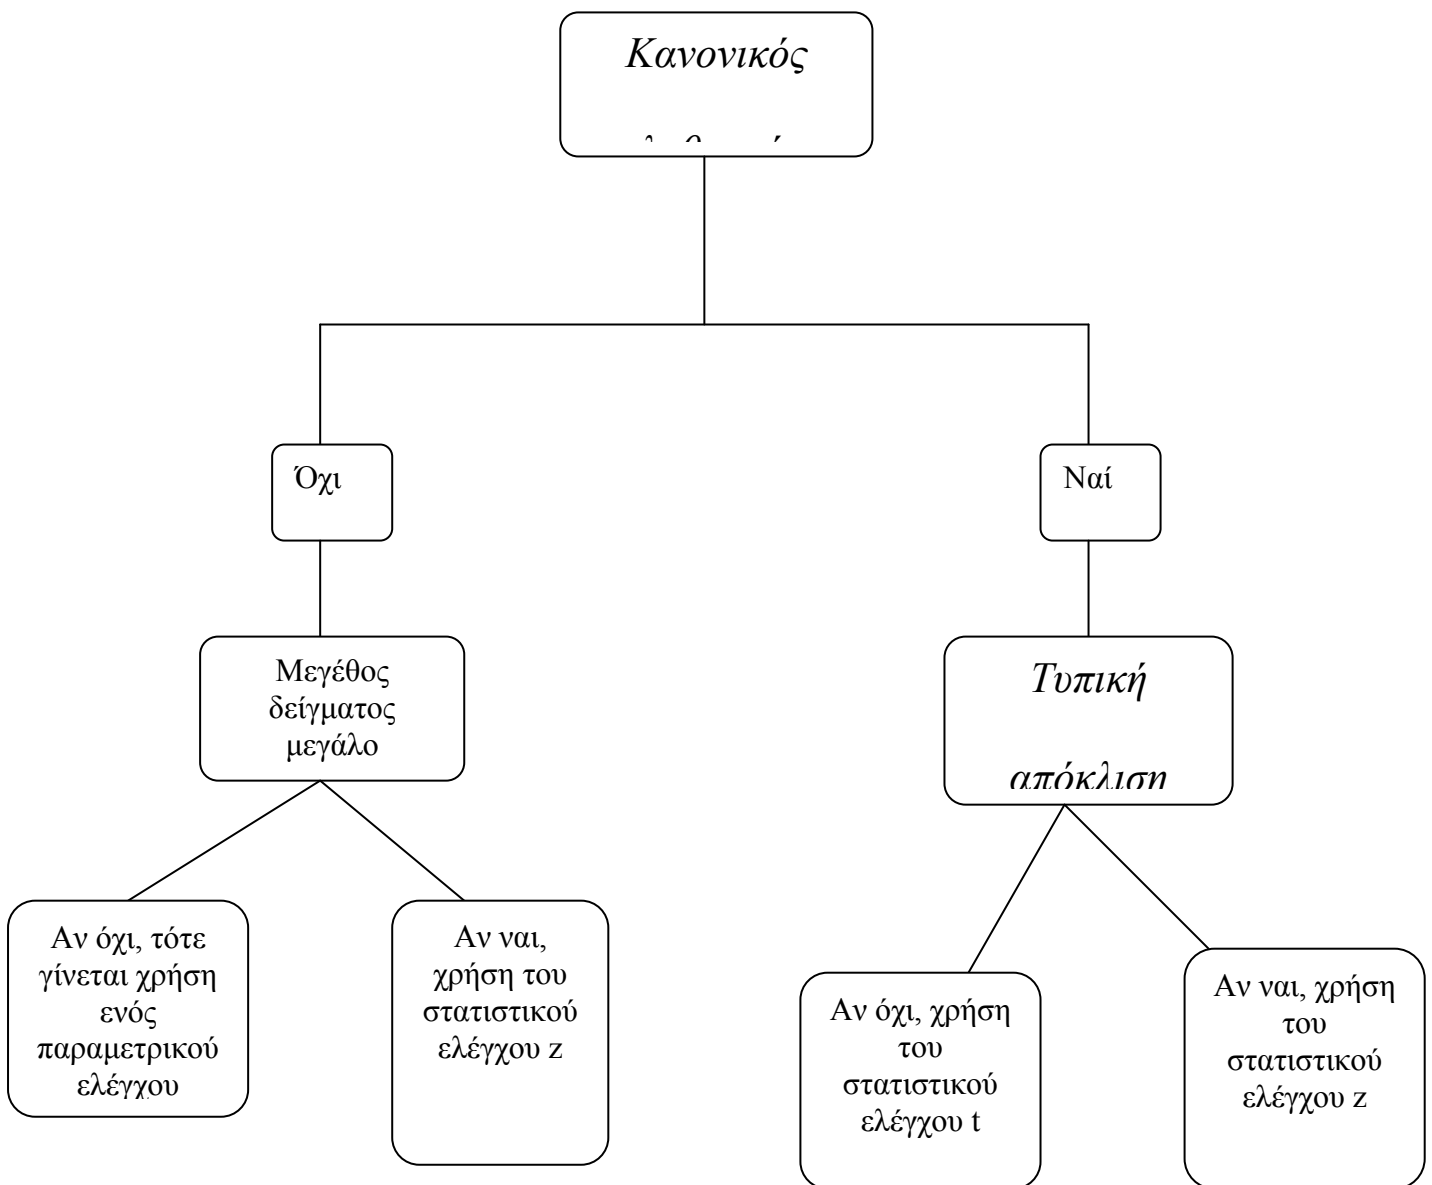 Κανονικός
Όχι
Ναί
Μεγέθος
δείγματος
μεγάλο
Τυπική
απόκλιση
Αν όχι, τότε
γίνεται χρήση
ενός
παραμετρικού
ελέγχου
Αν ναι,
χρήση του
στατιστικού
ελέγχου z
Αν όχι, χρήση
του
στατιστικού
ελέγχου t
Αν ναι, χρήση
του
στατιστικού
ελέγχου z